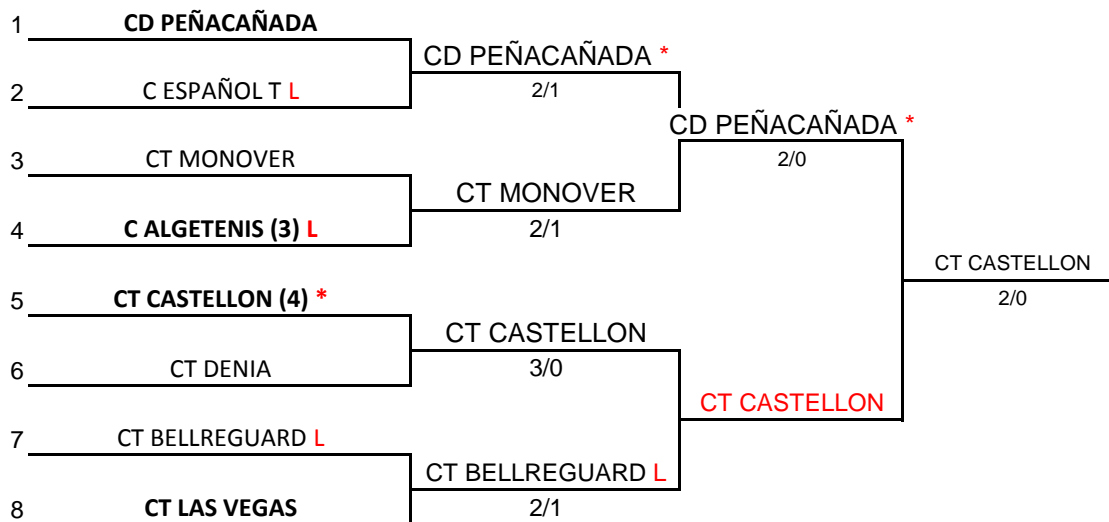 1 CD PEÑACAÑADA
CD PEÑACAÑADA *
2 C ESPAÑOL T L
2/1
CD PEÑACAÑADA *
3 CT MONOVER
2/0
CT MONOVER
4 C ALGETENIS (3) L
2/1
CT CASTELLON
5 CT CASTELLON (4) *
2/0
CT CASTELLON
6 CT DENIA
3/0
CT CASTELLON
7 CT BELLREGUARD L
CT BELLREGUARD L
8 CT LAS VEGAS
2/1